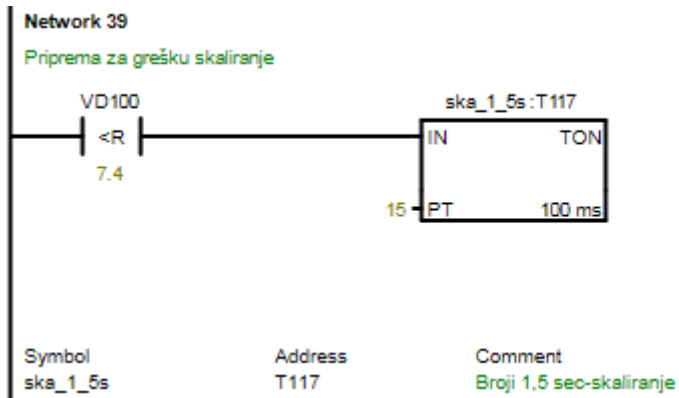 Network 39
Priprema za grešku skaliranje
VD100 ska_1_5s:T117
<R IN TON
7.4
15 PT 100 ms
Symbol Address Comment
ska_1_5s T117 Broji 1,5 sec-skaliranje